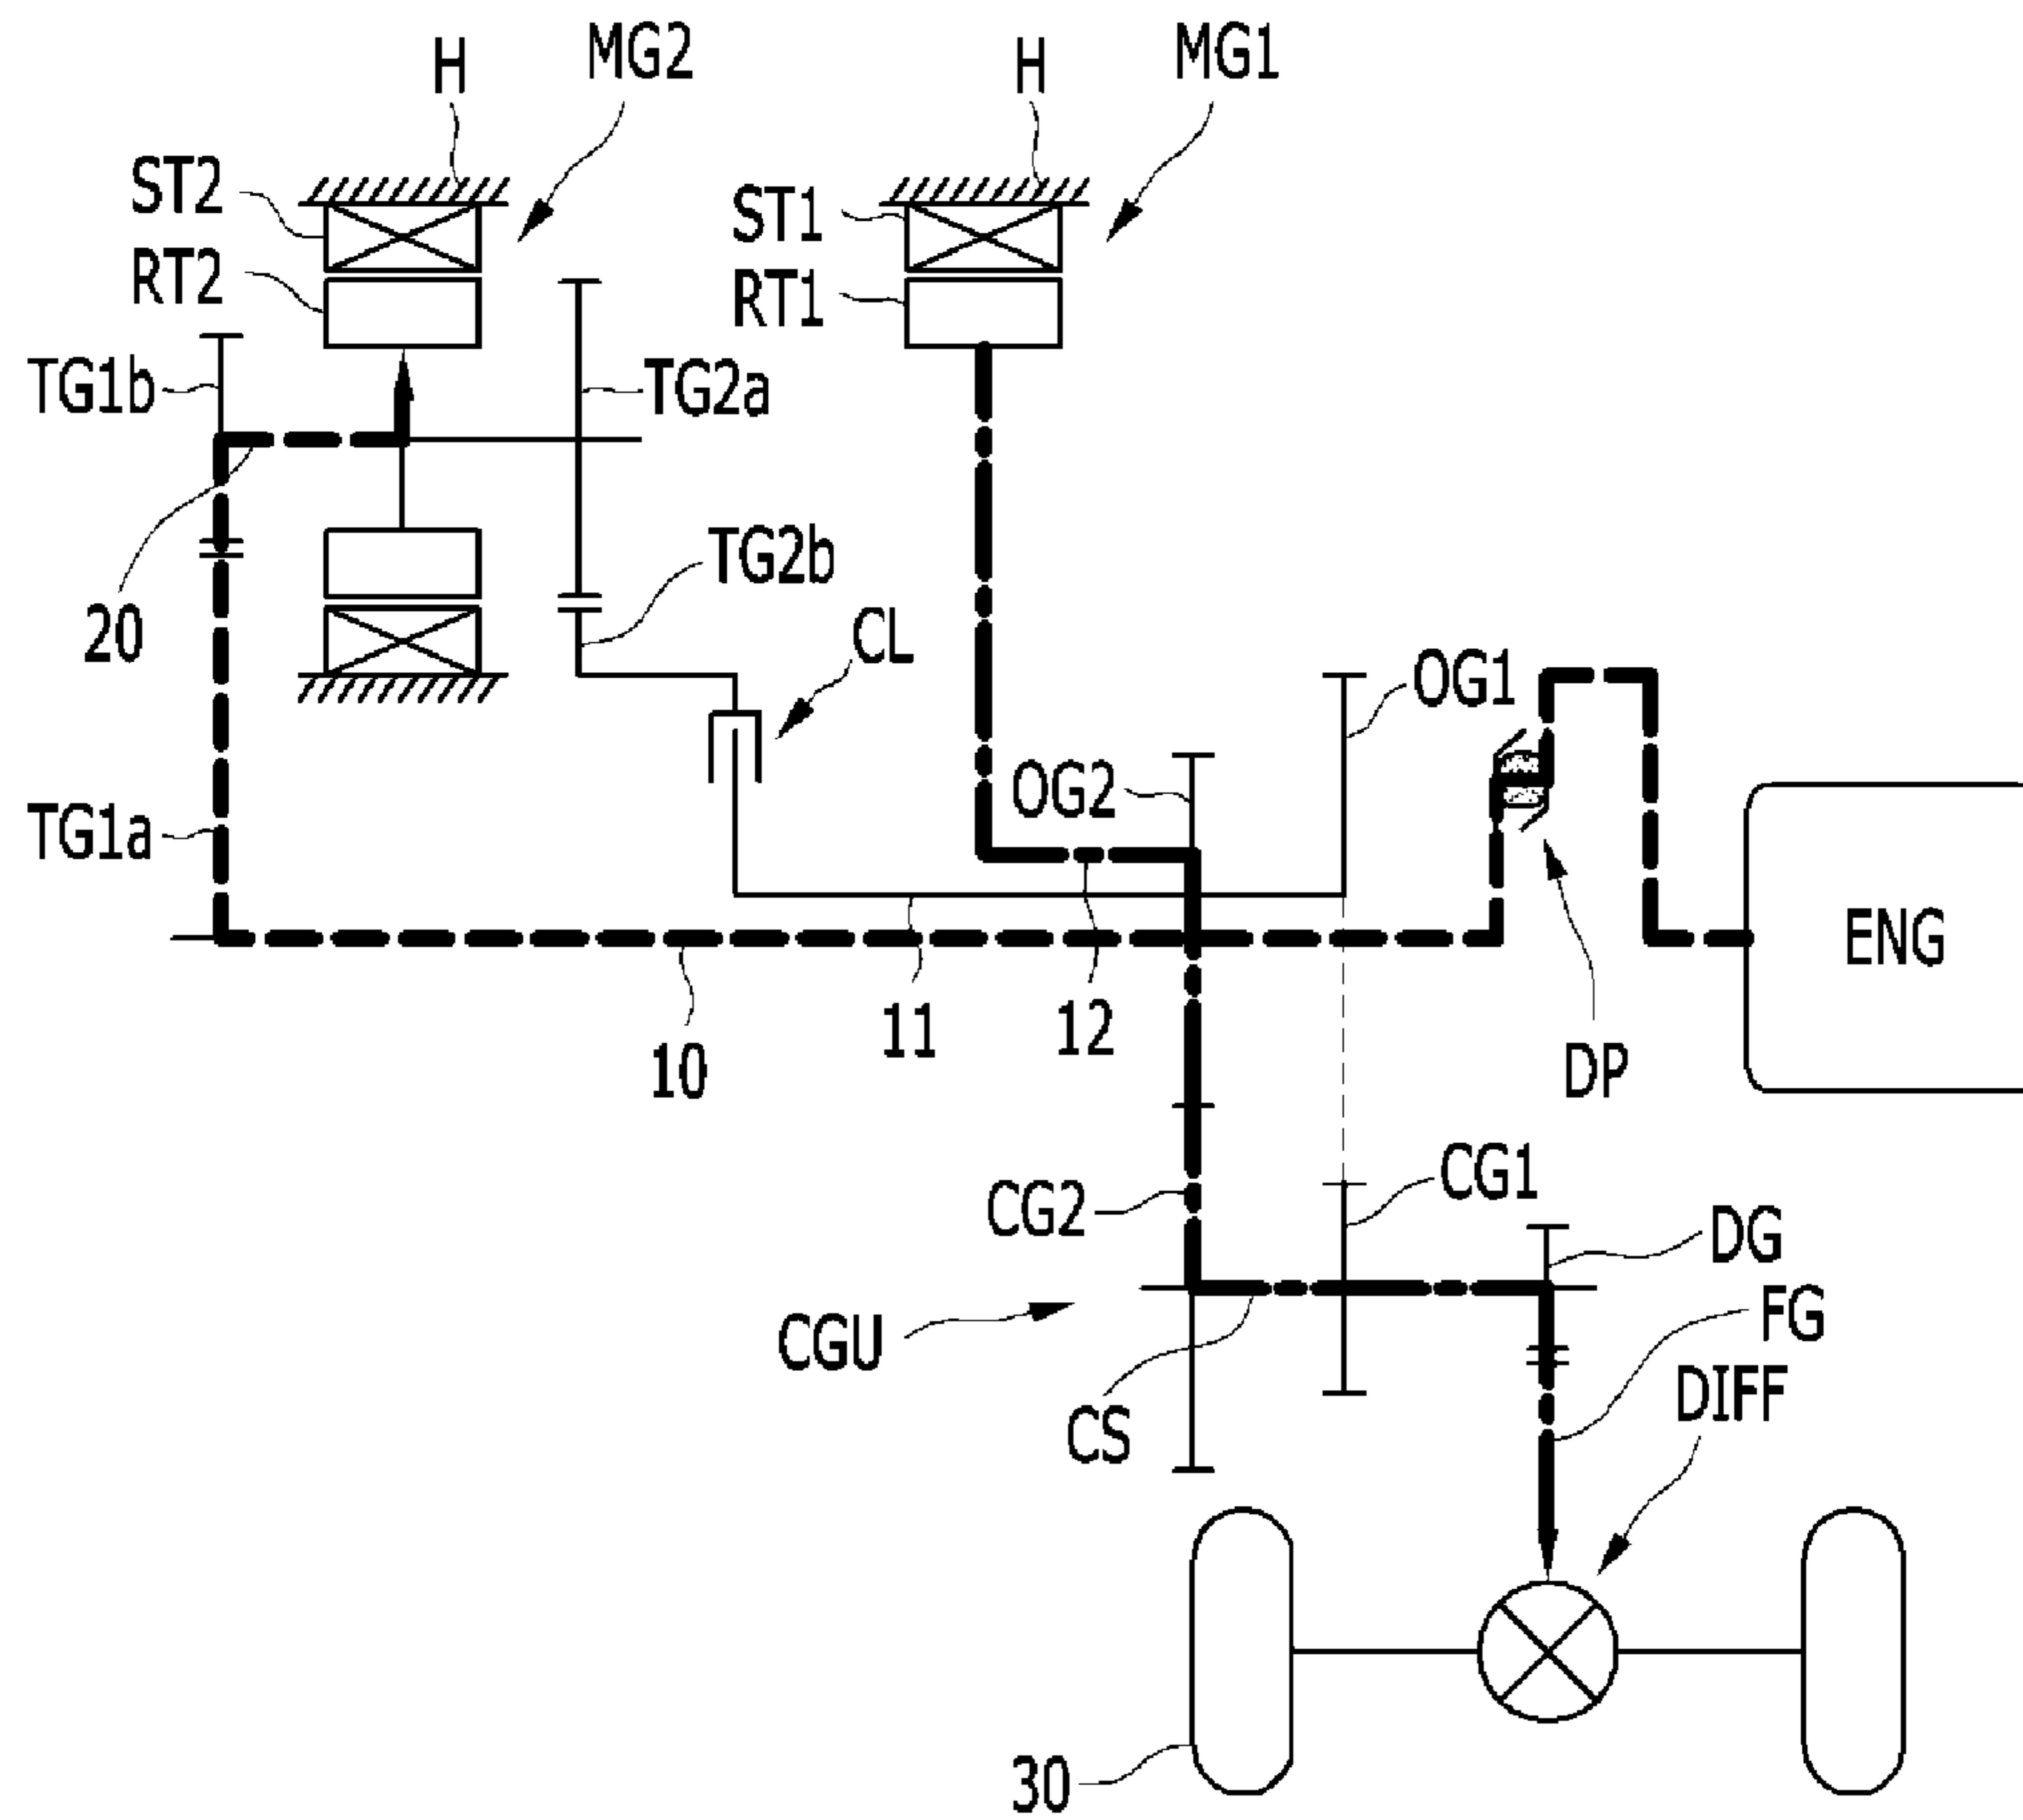 H
MG2
H
MG1
ST2
ST1
RT2
RT1
TG1b
TG2a
TG2b
20
CL
OG1
OG2
TG1a
ENG
11
12
10
DP
CG1
CG2
DG
FG
CGU
DIFF
CS
30